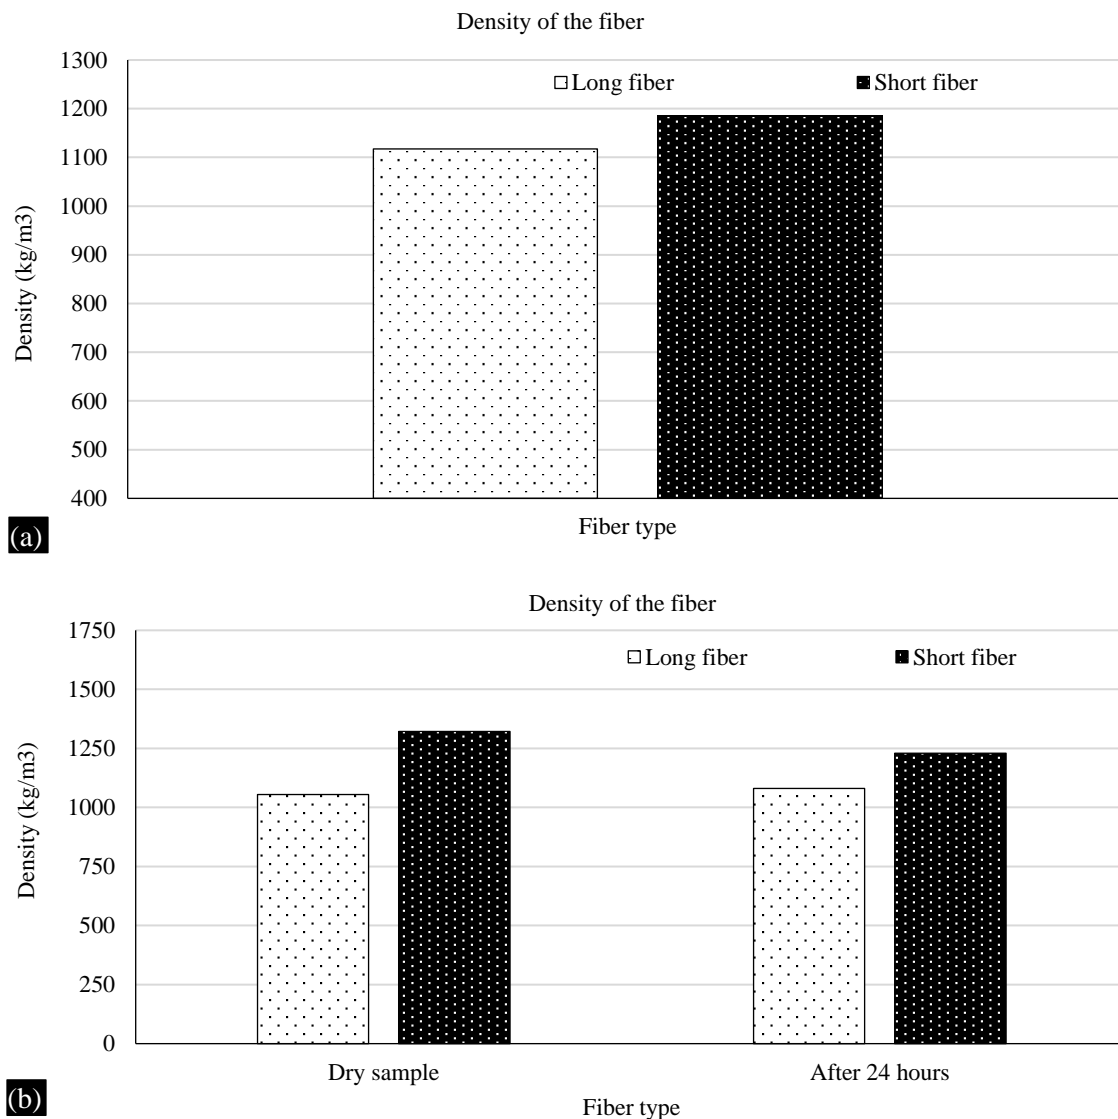 Density of the fiber
1300
1200
1100
1000
900
800
700
600
500
400
Density (kg/m3)
Long fiber
Short fiber
Fiber type
(a)
Density of the fiber
1750
1500
1250
1000
750
500
250
0
Density (kg/m3)
Long fiber
Short fiber
Dry sample
After 24 hours
Fiber type
(b)